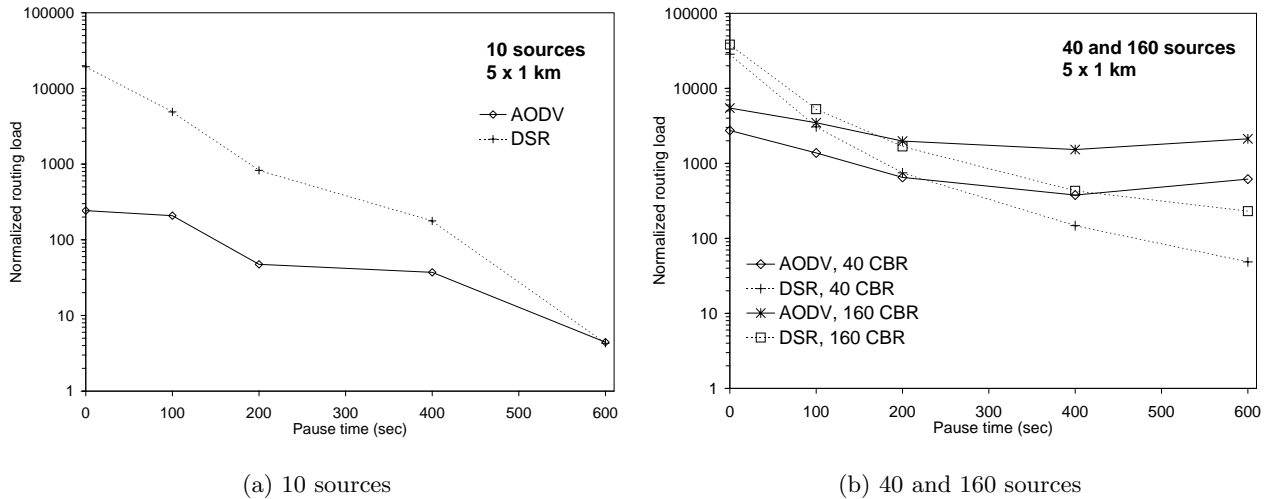 100000
10000
1000
100
10
1
Normalized routing load
10 sources
5 x 1 km
AODV
DSR
0 100 200 300 400 500 600
Pause time (sec)
(a) 10 sources
100000
10000
1000
100
10
1
Normalized routing load
40 and 160 sources
5 x 1 km
AODV, 40 CBR
DSR, 40 CBR
AODV, 160 CBR
DSR, 160 CBR
0 100 200 300 400 500 600
Pause time (sec)
(b) 40 and 160 sources